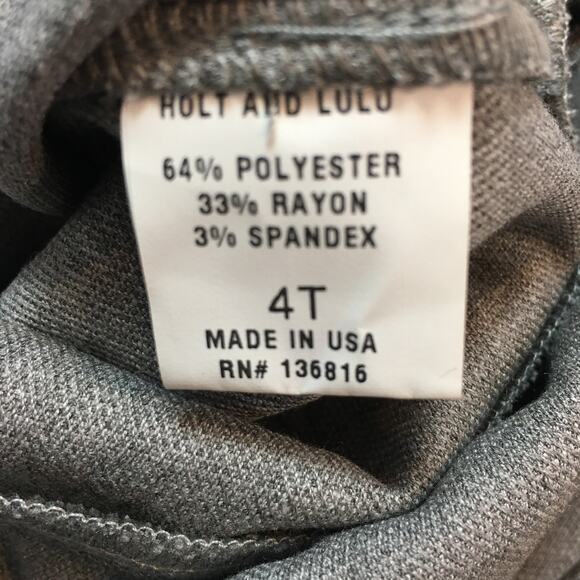 HOLT AND LULU
64% POLYESTER
33% RAYON
3% SPANDEX
4T
MADE IN USA
RN# 136816